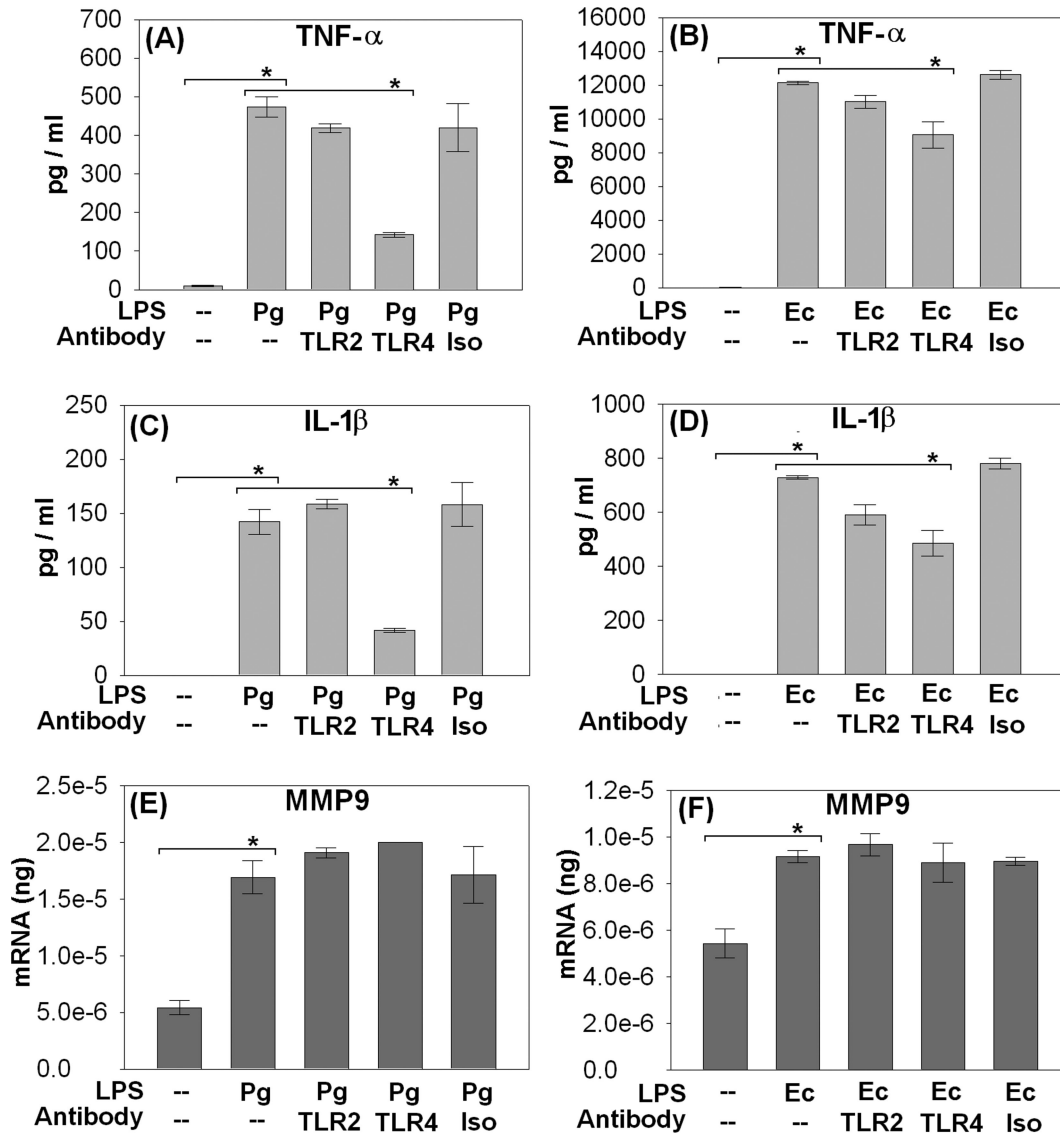 (A) TNF-α
*
*
700
600
500
400
300
200
100
0
pg / ml
LPS -- Pg Pg Pg Pg
Antibody -- -- TLR2 TLR4 Iso
(B) TNF-α
*
*
16000
14000
12000
10000
8000
6000
4000
2000
0
pg / ml
LPS -- Ec Ec Ec Ec
Antibody -- -- TLR2 TLR4 Iso
(C) IL-1β
*
*
250
200
150
100
50
0
pg / ml
LPS -- Pg Pg Pg Pg
Antibody -- -- TLR2 TLR4 Iso
(D) IL-1β
*
*
1000
800
600
400
200
0
pg / ml
LPS -- Ec Ec Ec Ec
Antibody -- -- TLR2 TLR4 Iso
(E) MMP9
*
2.5e-5
2.0e-5
1.5e-5
1.0e-5
5.0e-6
0.0
mRNA (ng)
LPS -- Pg Pg Pg Pg
Antibody -- -- TLR2 TLR4 Iso
(F) MMP9
*
1.2e-5
1.0e-5
8.0e-6
6.0e-6
4.0e-6
2.0e-6
0.0
mRNA (ng)
LPS -- Ec Ec Ec Ec
Antibody -- -- TLR2 TLR4 Iso